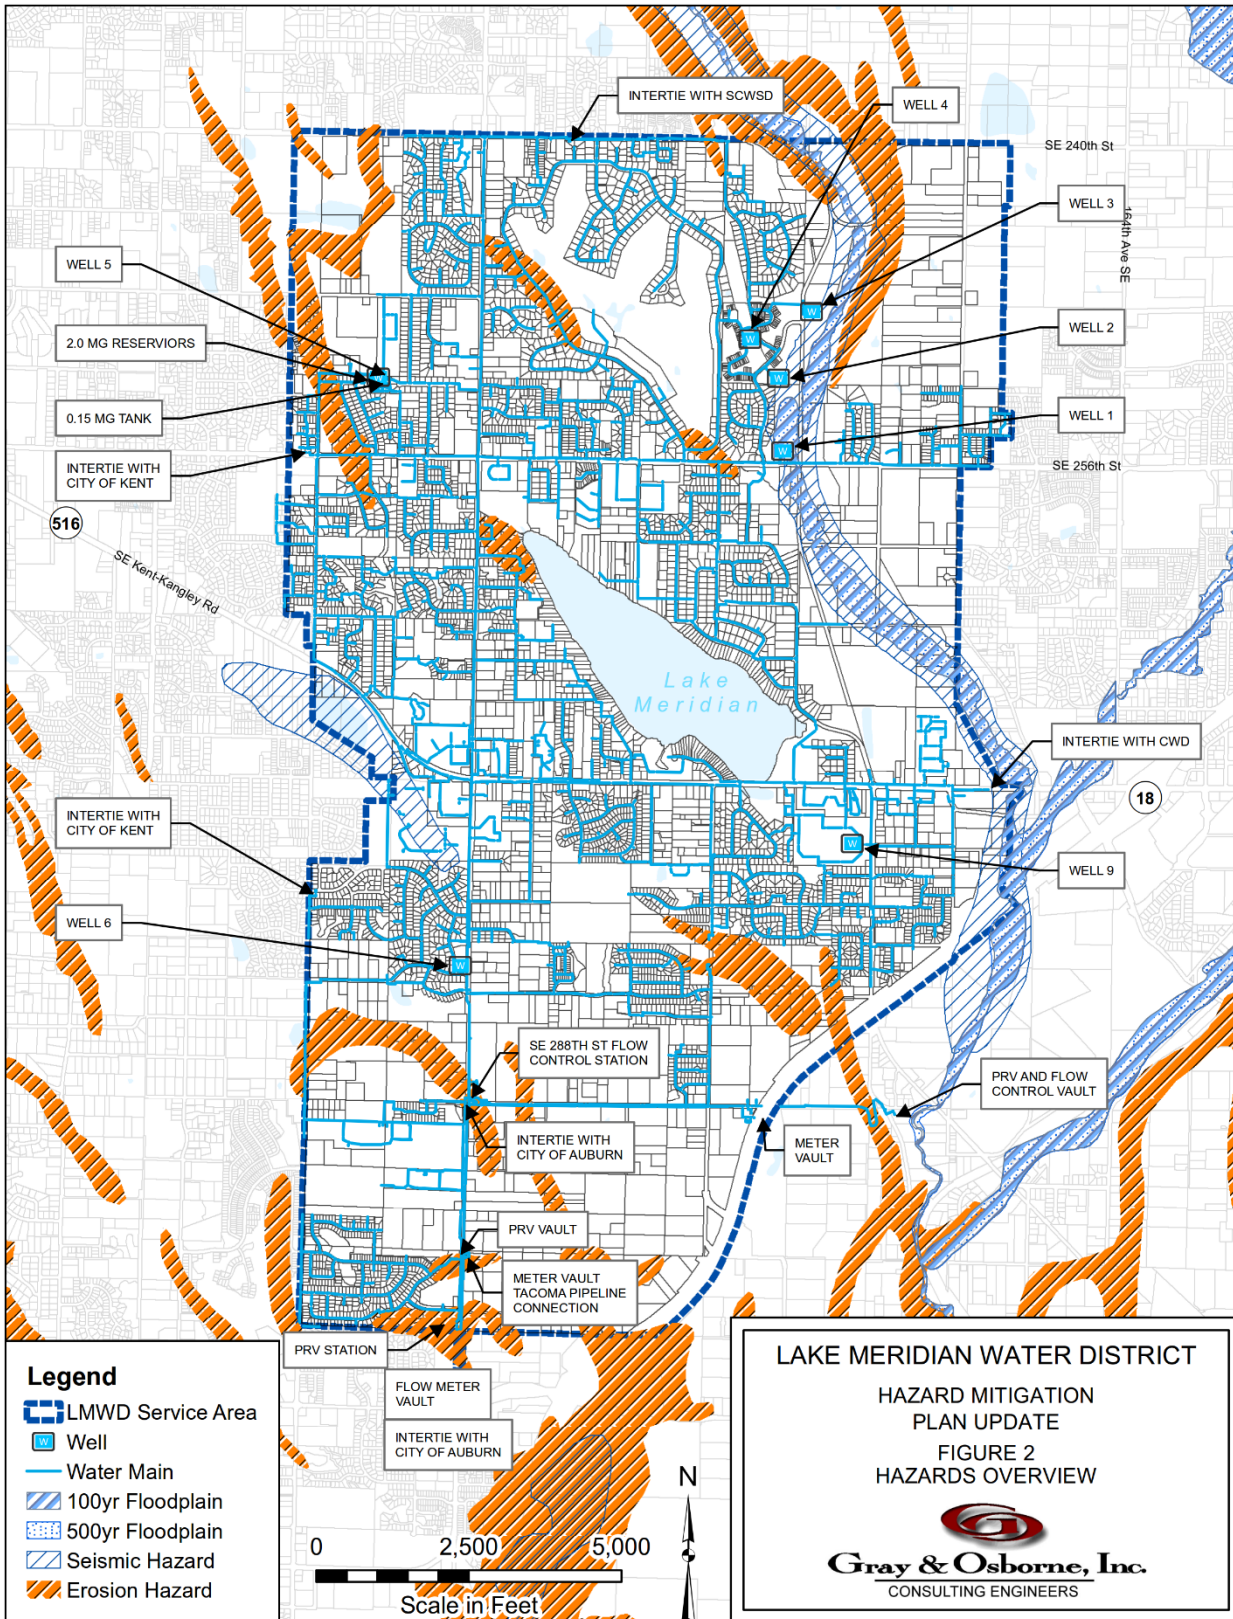 INTERTIE WITH SCWSD
WELL 4
SE 240th St
WELL 3
164th Ave SE
WELL 5
2.0 MG RESERVIORS
WELL 2
0.15 MG TANK
WELL 1
INTERTIE WITH
CITY OF KENT
SE 256th St
516
SE Kent-Kangley Rd
Lake
Meridian
INTERTIE WITH CWD
18
INTERTIE WITH
CITY OF KENT
WELL 9
WELL 6
SE 288TH ST FLOW
CONTROL STATION
PRV AND FLOW
CONTROL VAULT
INTERTIE WITH
CITY OF AUBURN
METER
VAULT
PRV VAULT
METER VAULT
TACOMA PIPELINE
CONNECTION
PRV STATION
FLOW METER
VAULT
INTERTIE WITH
CITY OF AUBURN
W
W
W
W
W
W
W
Legend
LMWD Service Area
W Well
Water Main
100yr Floodplain
500yr Floodplain
Seismic Hazard
Erosion Hazard
0 2,500 5,000
Scale in Feet
N
LAKE MERIDIAN WATER DISTRICT
HAZARD MITIGATION
PLAN UPDATE
FIGURE 2
HAZARDS OVERVIEW
G
Gray & Osborne, Inc.
CONSULTING ENGINEERS